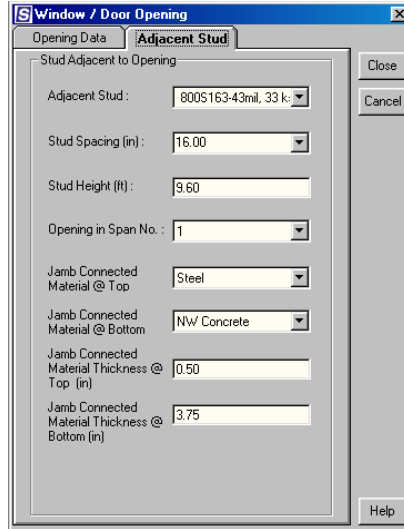 S Window / Door Opening
Opening Data
Adjacent Stud
Stud Adjacent to Opening
Close
Adjacent Stud :
800S163-43mil, 33 k:
Cancel
Stud Spacing (in) :
16.00
Stud Height (ft) :
9.60
Opening in Span No. :
1
Jamb Connected
Material @ Top
Steel
Jamb Connected
Material @ Bottom
NW Concrete
Jamb Connected
Material Thickness @
Top (in)
0.50
Jamb Connected
Material Thickness @
Bottom (in)
3.75
Help